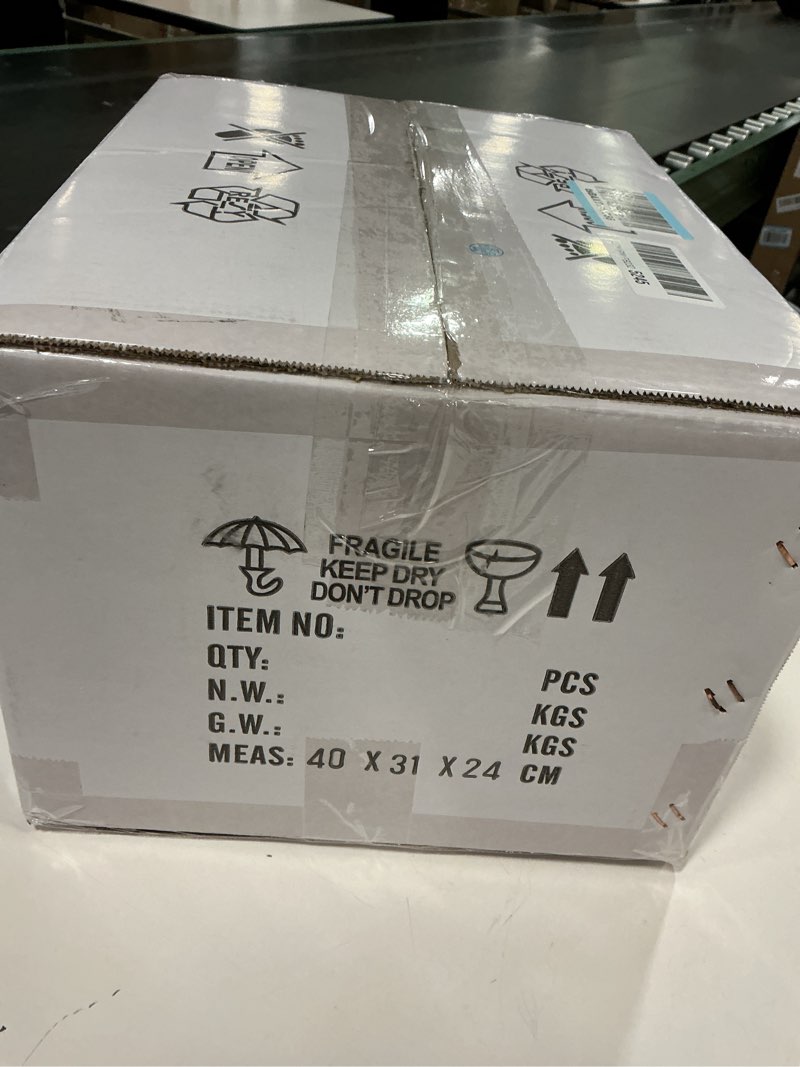 FRAGILE
KEEP DRY
DON'T DROP
ITEM NO:
QTY: PCS
N.W.: KGS
G.W.: KGS
MEAS: 40 X 31 X 24 CM